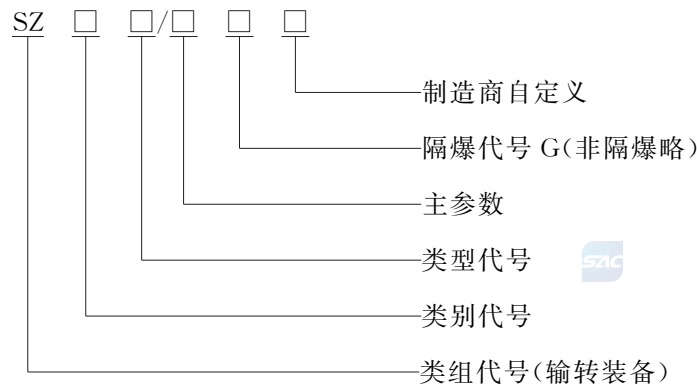 SZ □ □/□ □ □
制造商自定义
隔爆代号 G(非隔爆略)
主参数
类型代号
SAC
类别代号
类组代号(输转装备)